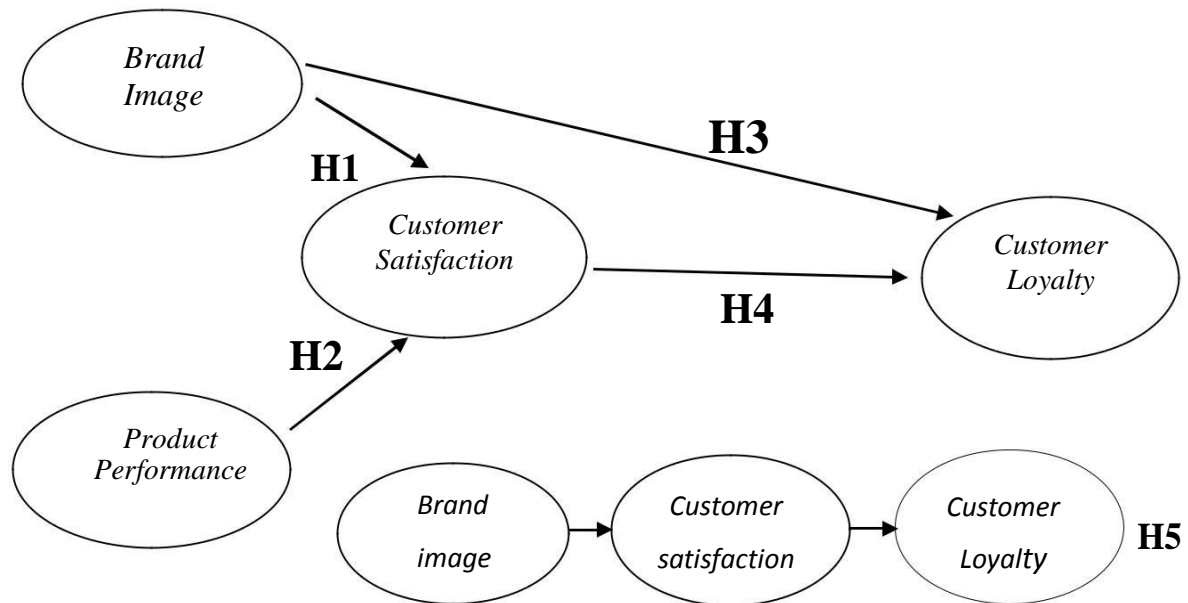 Brand
Image
H3
H1
Customer
Satisfaction
Customer
Loyalty
H4
H2
Product
Performance
Brand
image
Customer
satisfaction
Customer
Loyalty
H5